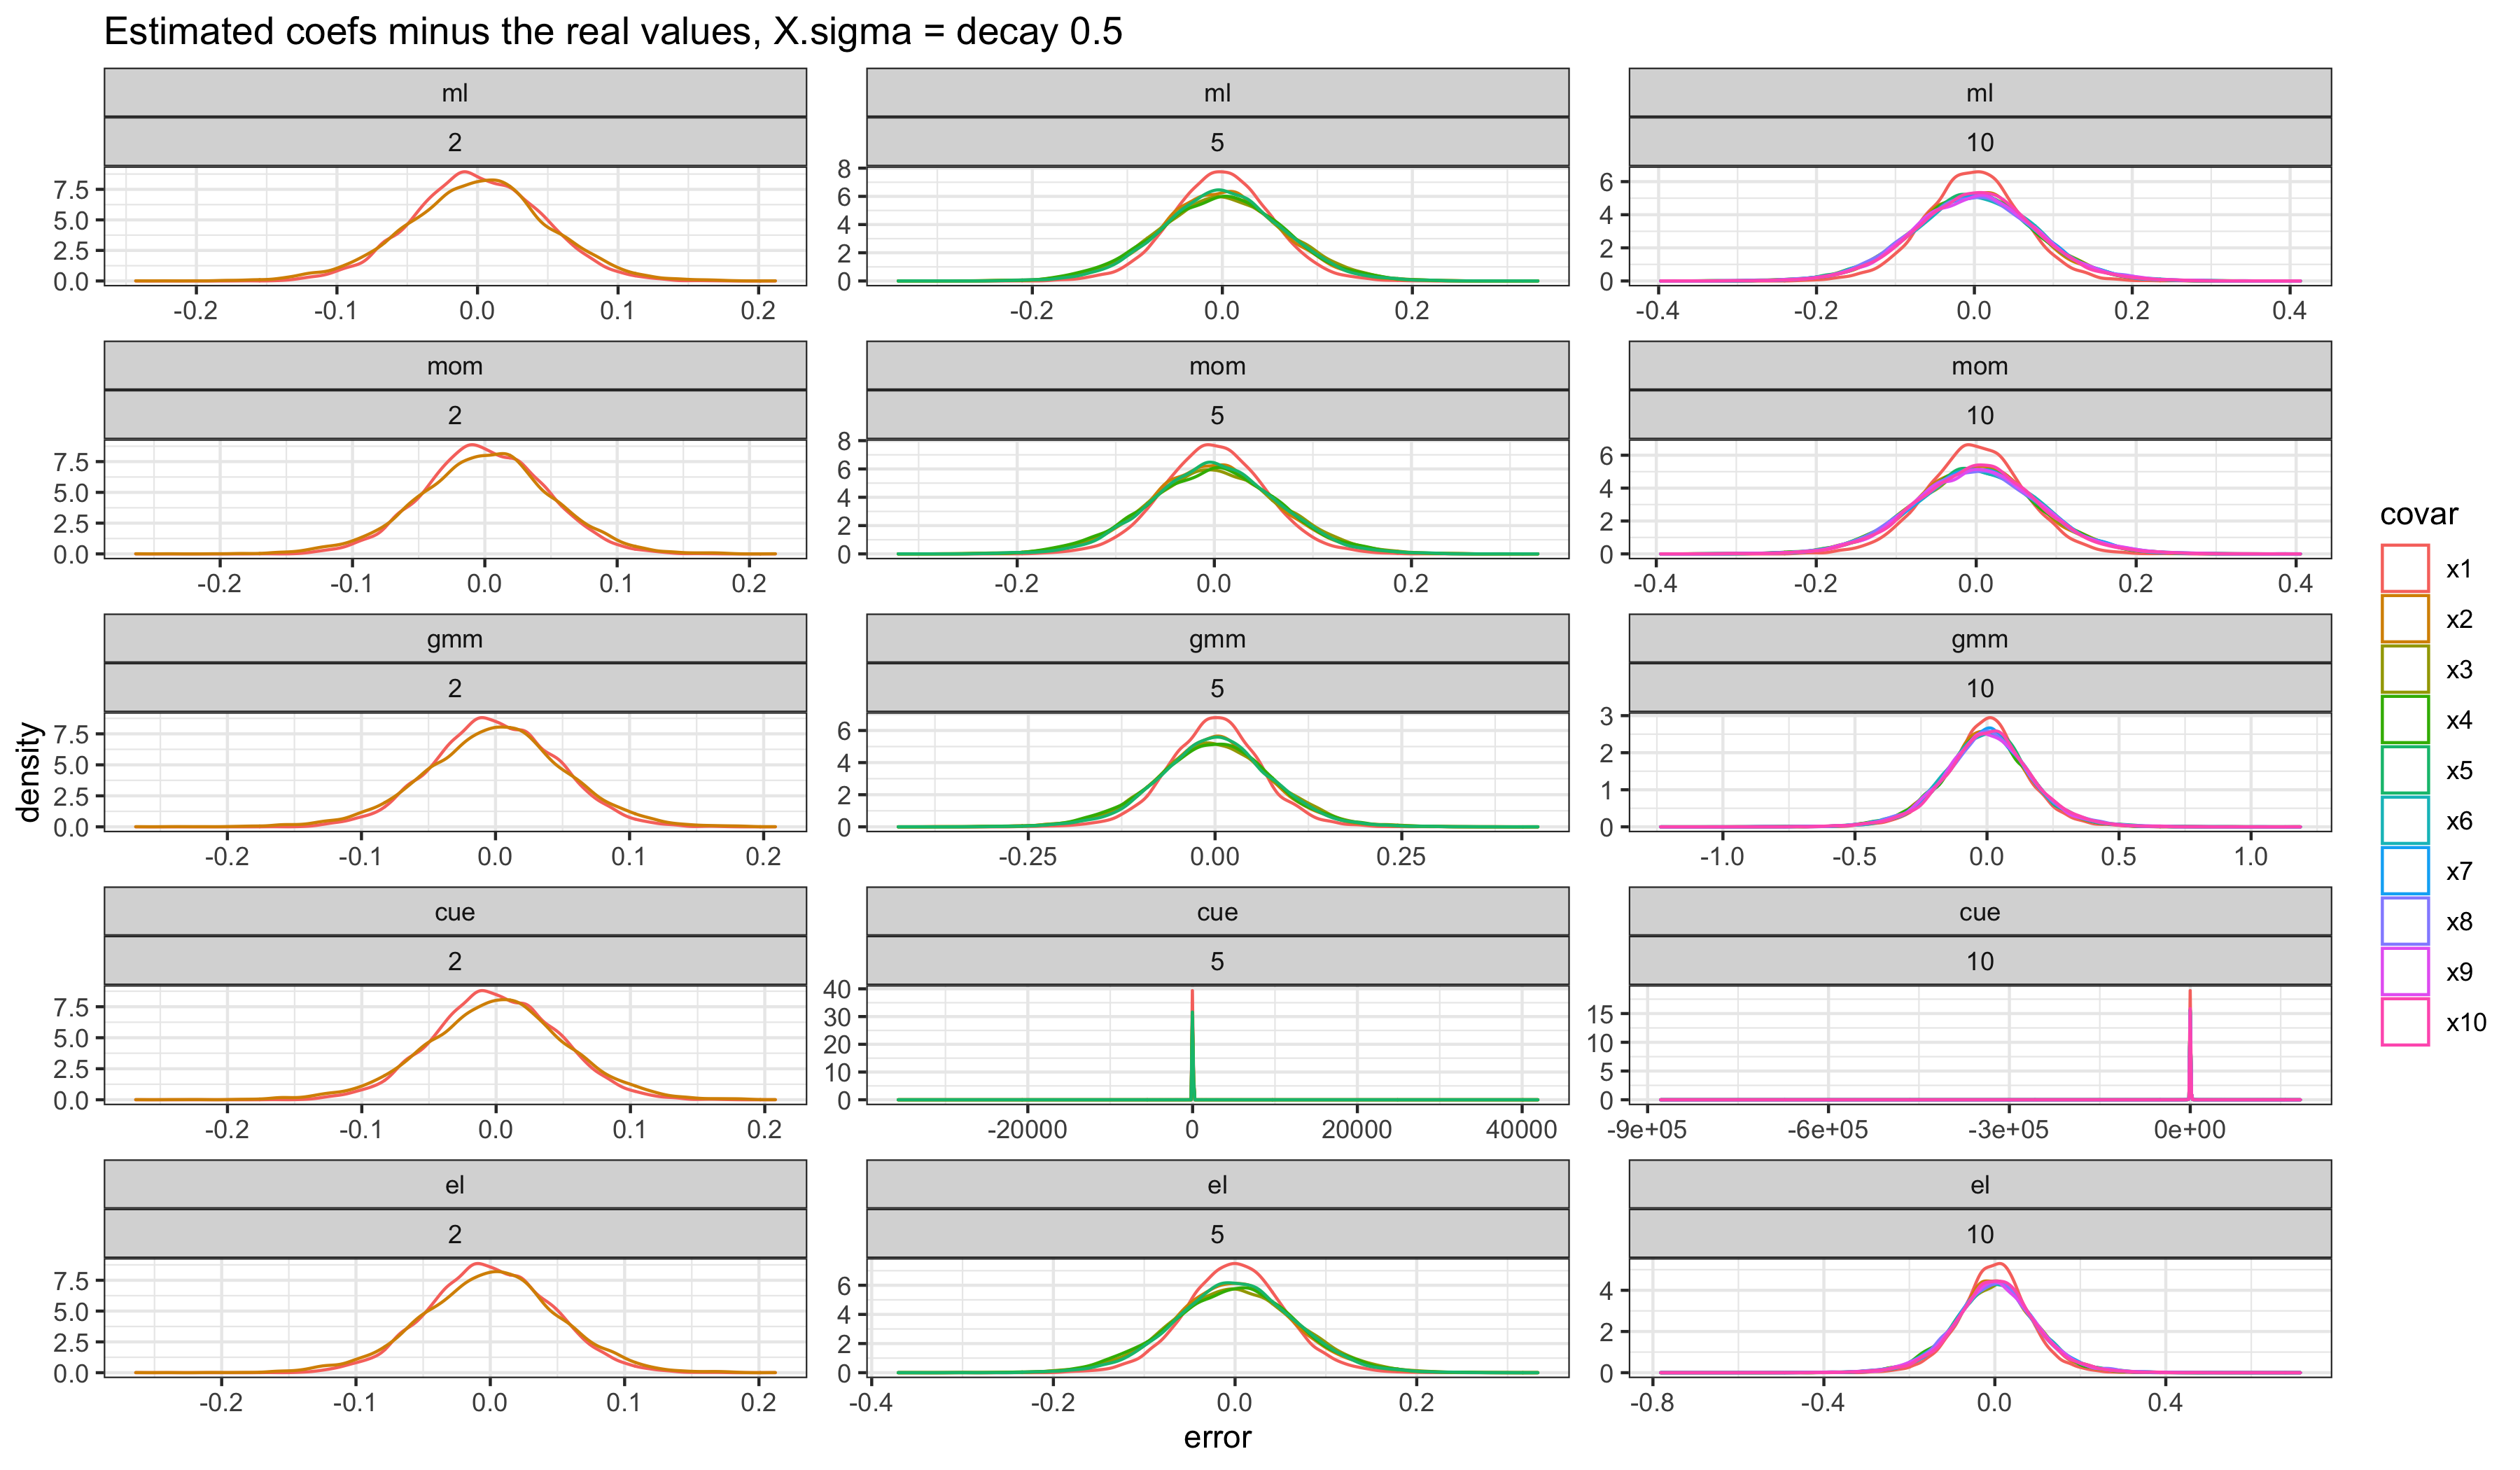 Estimated coefs minus the real values, X.sigma = decay 0.5
ml ml ml
2 5 10
7.5 5.0 2.5 0.0
8 6 4 2 0
6 4 2 0
-0.2 -0.1 0.0 0.1 0.2
-0.2 0.0 0.2
-0.4 -0.2 0.0 0.2 0.4
mom mom mom
2 5 10
7.5 5.0 2.5 0.0
8 6 4 2 0
6 4 2 0
-0.2 -0.1 0.0 0.1 0.2
-0.2 0.0 0.2
-0.4 -0.2 0.0 0.2 0.4
gmm gmm gmm
2 5 10
7.5 5.0 2.5 0.0
6 4 2 0
3 2 1 0
-0.2 -0.1 0.0 0.1 0.2
-0.25 0.00 0.25
-1.0 -0.5 0.0 0.5 1.0
cue cue cue
2 5 10
7.5 5.0 2.5 0.0
40 30 20 10 0
15 10 5 0
-0.2 -0.1 0.0 0.1 0.2
-20000 0 20000 40000
-9e+05 -6e+05 -3e+05 0e+00
el el el
2 5 10
7.5 5.0 2.5 0.0
6 4 2 0
4 2 0
-0.2 -0.1 0.0 0.1 0.2
-0.4 -0.2 0.0 0.2
-0.8 -0.4 0.0 0.4
density
error
covar
x1
x2
x3
x4
x5
x6
x7
x8
x9
x10